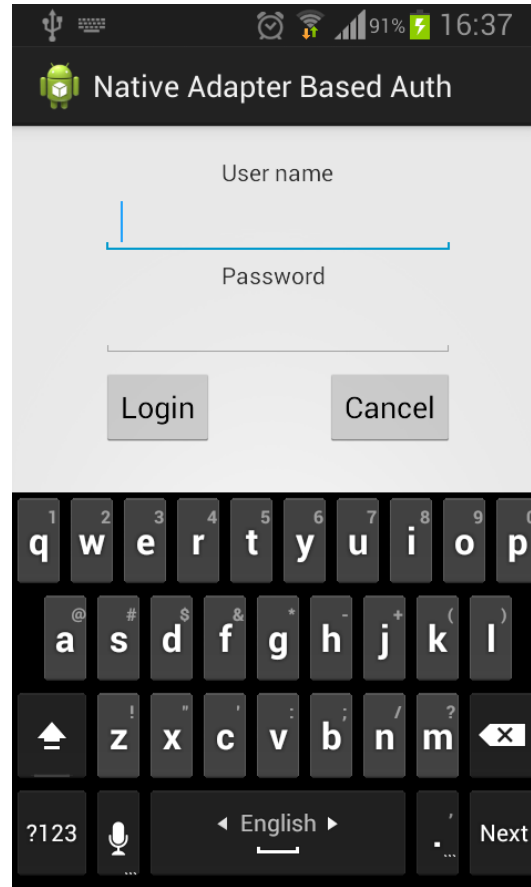 91% 16:37
Native Adapter Based Auth
User name
Password
Login Cancel
1 2 3 4 5 6 7 8 9 0
q w e r t y u i o p
@ # $ & * - + ( )
a s d f g h j k l
! " ' : ; / ?
z x c v b n m
?123 English . ' Next
... ...